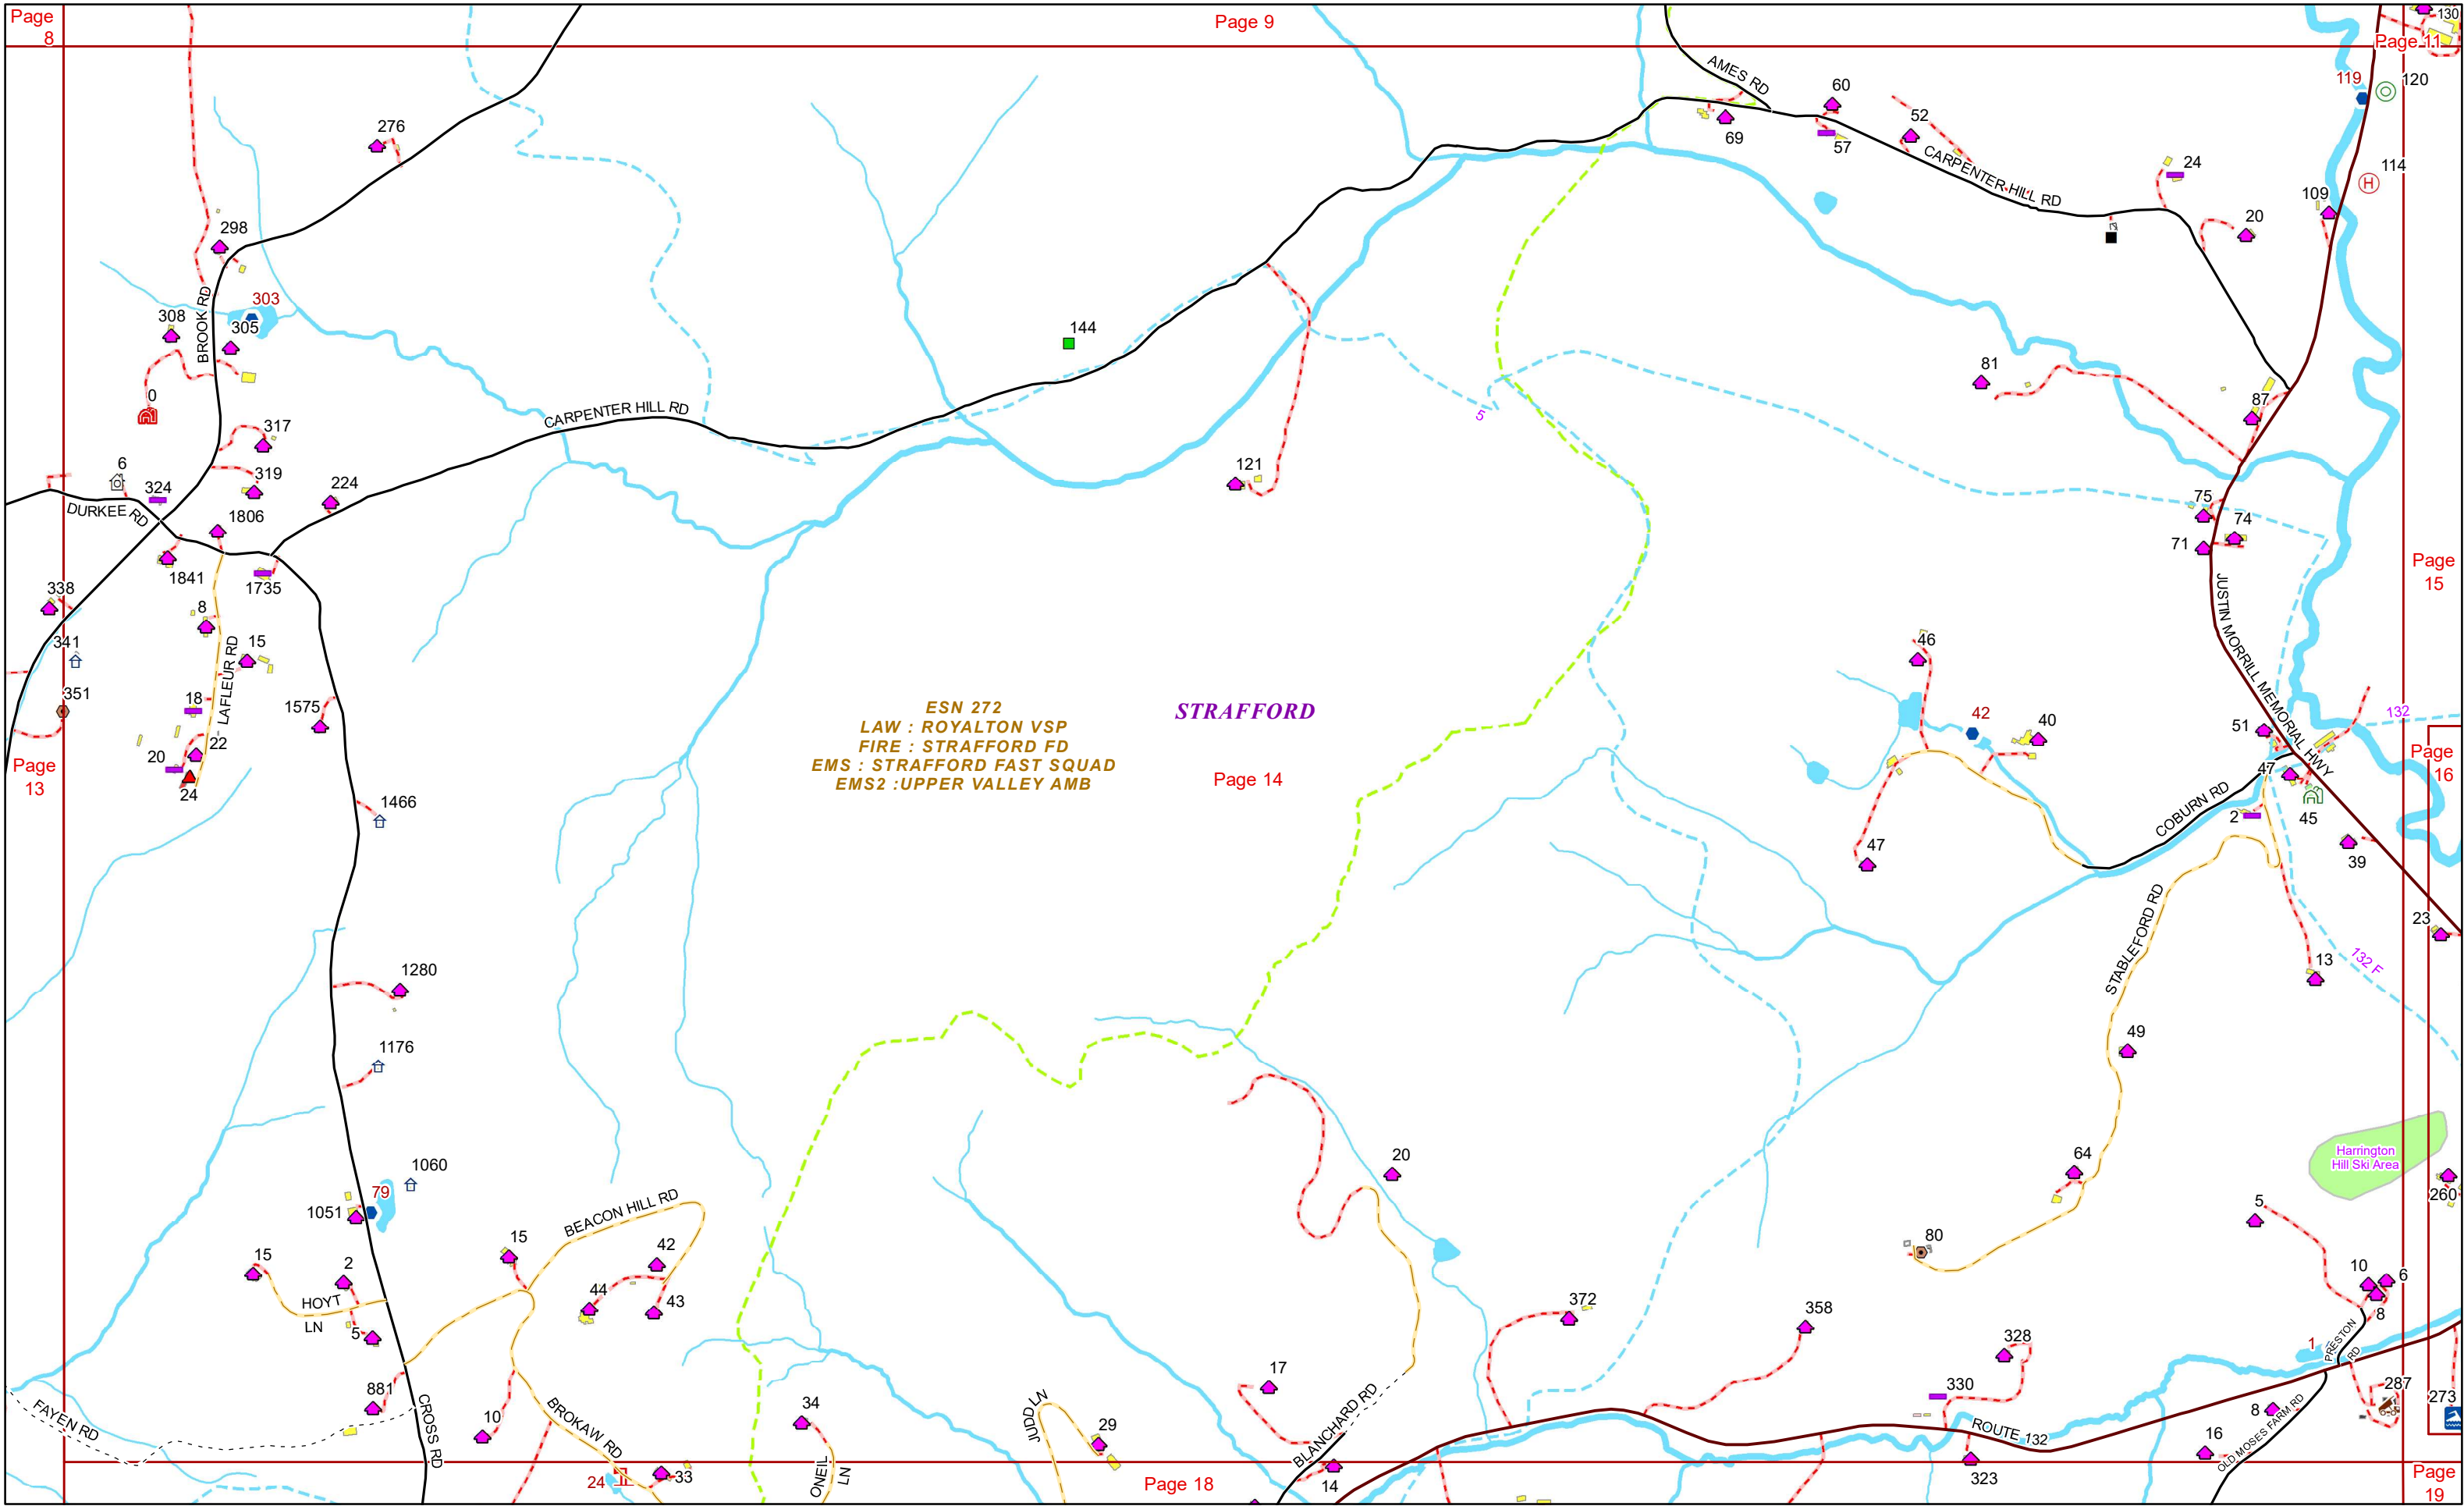 Page
8
Page 9
Page 11
130
AMES RD
119
120
60
69
57
52
CARPENTER HILL RD
24
114
109
20
276
298
BROOK RD
303
305
308
0
144
317
CARPENTER HILL RD
319
6
324
224
DURKEE RD
1806
1841
1735
121
5
81
87
75
74
71
Page
15
338
341
351
8
15
LAFLEUR RD
18
22
20
24
1575
Page
13
1466
ESN 272
LAW : ROYALTON VSP
FIRE : STRAFFORD FD
EMS : STRAFFORD FAST SQUAD
EMS2 :UPPER VALLEY AMB
STRAFFORD
Page 14
JUSTIN MORRILL MEMORIAL HWY
46
42
40
47
51
132
47
45
2
39
COBURN RD
Page
16
23
STABLEFORD RD
13
132 F
49
64
80
1280
1176
1060
79
1051
15
2
HOYT
LN
5
881
FAYEN RD
CROSS RD
15
BEACON HILL RD
42
44
43
10
BROKAW RD
24
33
34
ONEIL
LN
JUDD LN
29
Page 18
20
17
BLANCHARD RD
14
372
358
328
330
ROUTE 132
323
Harrington
Hill Ski Area
260
5
10
6
8
1
PRESTON
RD
287
273
8
16
OLD MOSES FARM RD
Page
19